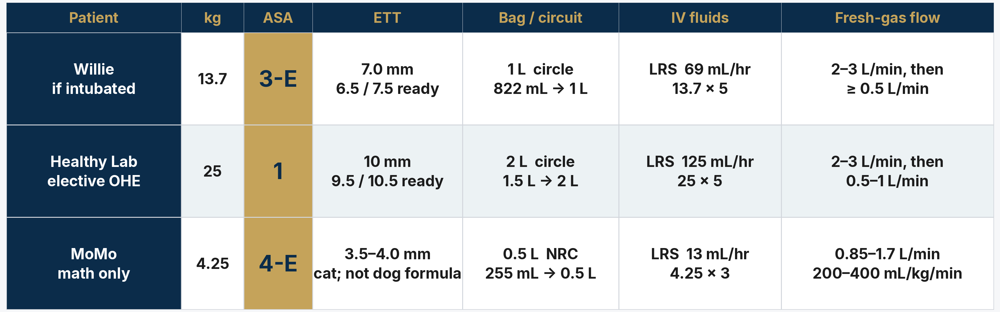 Patient kg ASA ETT Bag / circuit IV fluids Fresh-gas flow
Willie
if intubated
13.7
3-E
7.0 mm
6.5 / 7.5 ready
1 L circle
822 mL → 1 L
LRS 69 mL/hr
13.7 × 5
2–3 L/min, then
≥ 0.5 L/min
Healthy Lab
elective OHE
25
1
10 mm
9.5 / 10.5 ready
2 L circle
1.5 L → 2 L
LRS 125 mL/hr
25 × 5
2–3 L/min, then
0.5–1 L/min
MoMo
math only
4.25
4-E
3.5–4.0 mm
cat; not dog formula
0.5 L NRC
255 mL → 0.5 L
LRS 13 mL/hr
4.25 × 3
0.85–1.7 L/min
200–400 mL/kg/min